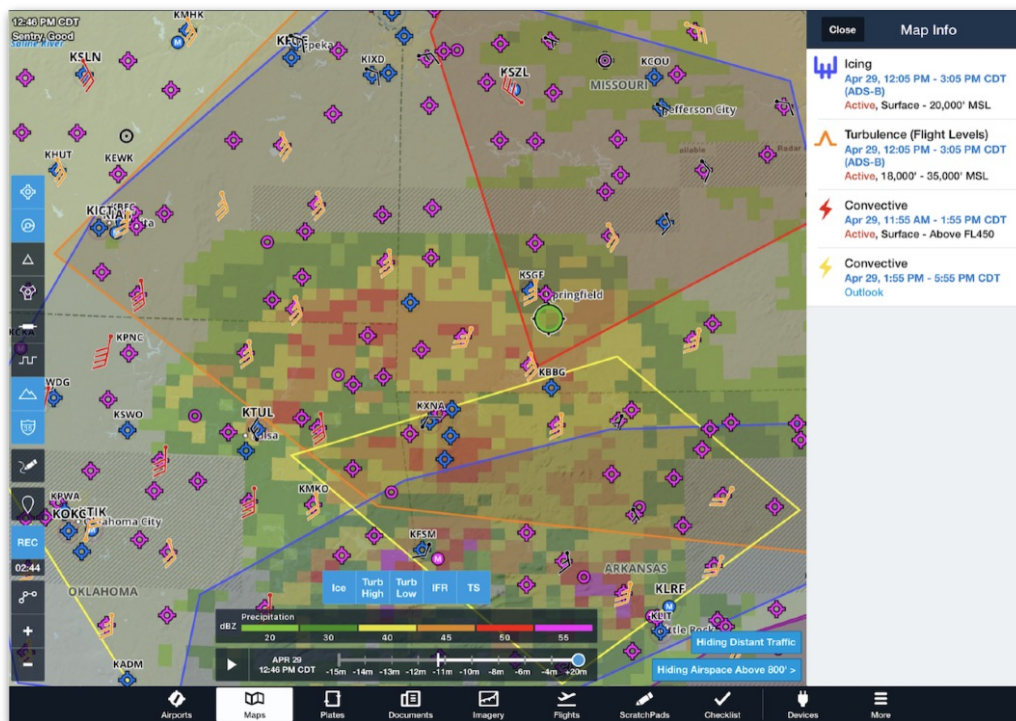 12:46 PM CDT
Sentry, Good
KMHK
KSLN
KIXD
KSZL
KCOU
MISSOURI
Jefferson City
KHUT
KEWK
Radar
KICT
KSGF
Springfield
KPNC
KBBG
KSWO
KTUL
KXNA
KMKO
KPWA
Oklahoma City
OKLAHOMA
KFSM
ARKANSAS
KLRF
KLIT
KADM
REC
02:44
Ice
Turb High
Turb Low
IFR
TS
Precipitation
dBZ
20 30 40 45 50 55
APR 29
12:46 PM CDT
-15m -14m -13m -12m -11m -10m -8m -6m -4m +20m
Hiding Distant Traffic
Hiding Airspace Above 800' >
Close
Map Info
Icing
Apr 29, 12:05 PM - 3:05 PM CDT
(ADS-B)
Active, Surface - 20,000' MSL
Turbulence (Flight Levels)
Apr 29, 12:05 PM - 3:05 PM CDT
(ADS-B)
Active, 18,000' - 35,000' MSL
Convective
Apr 29, 11:55 AM - 1:55 PM CDT
Active, Surface - Above FL450
Convective
Apr 29, 1:55 PM - 5:55 PM CDT
Outlook
Airports
Maps
Plates
Documents
Imagery
Flights
ScratchPads
Checklist
Devices
More